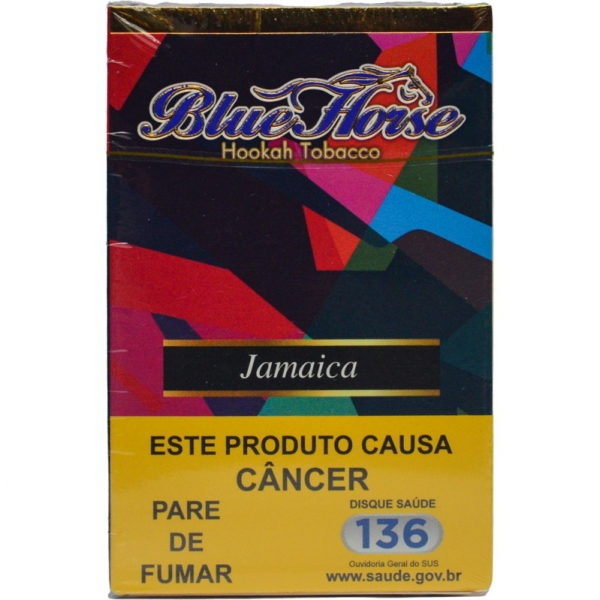 Blue Horse
Hookah Tobacco
Jamaica
ESTE PRODUTO CAUSA
CÂNCER
PARE
DE
FUMAR
DISQUE SAÚDE
136
Ouvidoria Geral do SUS
www.saude.gov.br